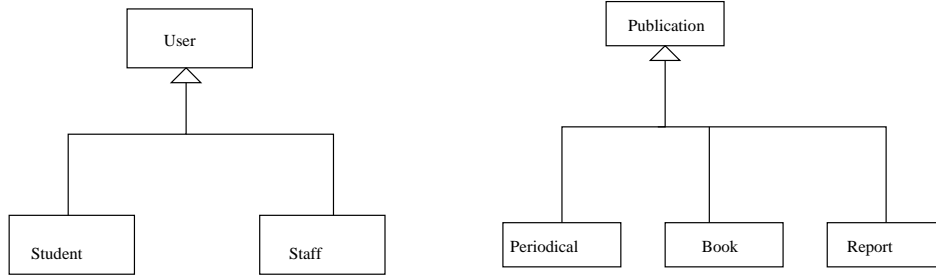 User
Publication
Student
Staff
Periodical
Book
Report